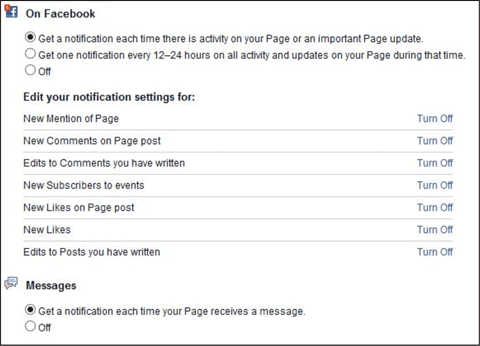 On Facebook
Get a notification each time there is activity on your Page or an important Page update.
Get one notification every 12–24 hours on all activity and updates on your Page during that time.
Off
Edit your notification settings for:
New Mention of Page Turn Off
New Comments on Page post Turn Off
Edits to Comments you have written Turn Off
New Subscribers to events Turn Off
New Likes on Page post Turn Off
New Likes Turn Off
Edits to Posts you have written Turn Off
Messages
Get a notification each time your Page receives a message.
Off